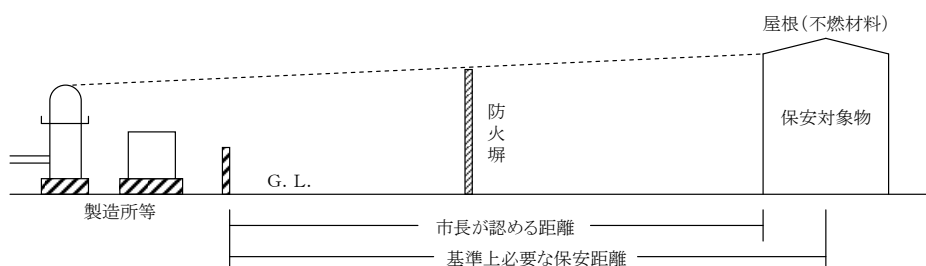 屋根（不燃材料）
防火塀
保安対象物
G. L.
製造所等
市長が認める距離
基準上必要な保安距離